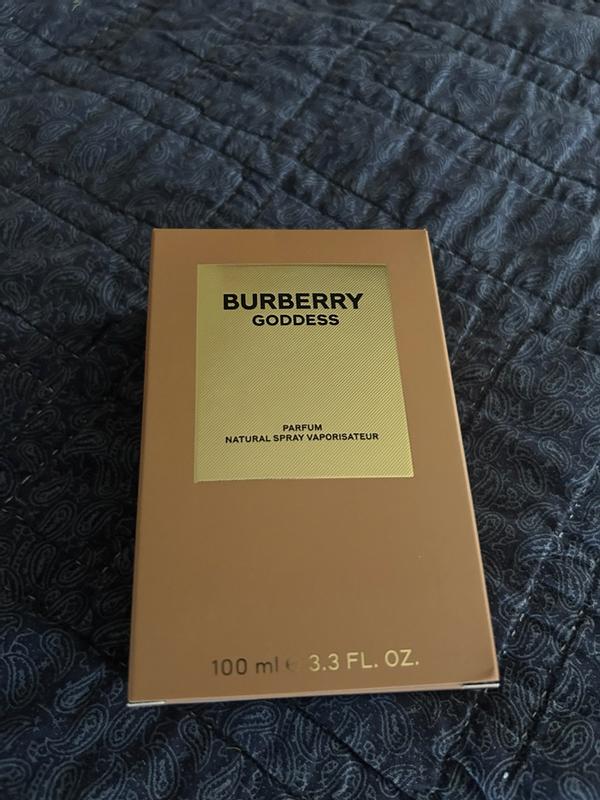 BURBERRY
GODDESS
PARFUM
NATURAL SPRAY VAPORISATEUR
100 ml ℮ 3.3 FL. OZ.